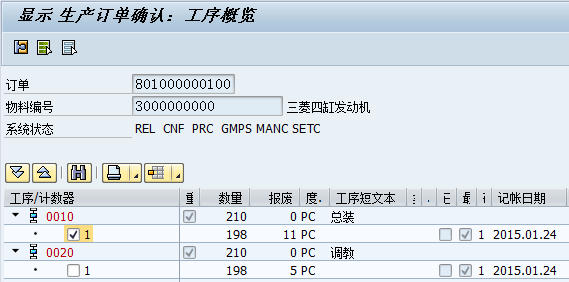 显示 生产订单确认：工序概览
订单 801000000100
物料编号 3000000000 三菱四缸发动机
系统状态 REL CNF PRC GMPS MANC SETC
工序/计数器 数量 报废 度. 工序短文本 . 已 最 记帐日期
0010 210 0 PC 总装
1 198 11 PC 1 2015.01.24
0020 210 0 PC 调教
1 198 5 PC 1 2015.01.24